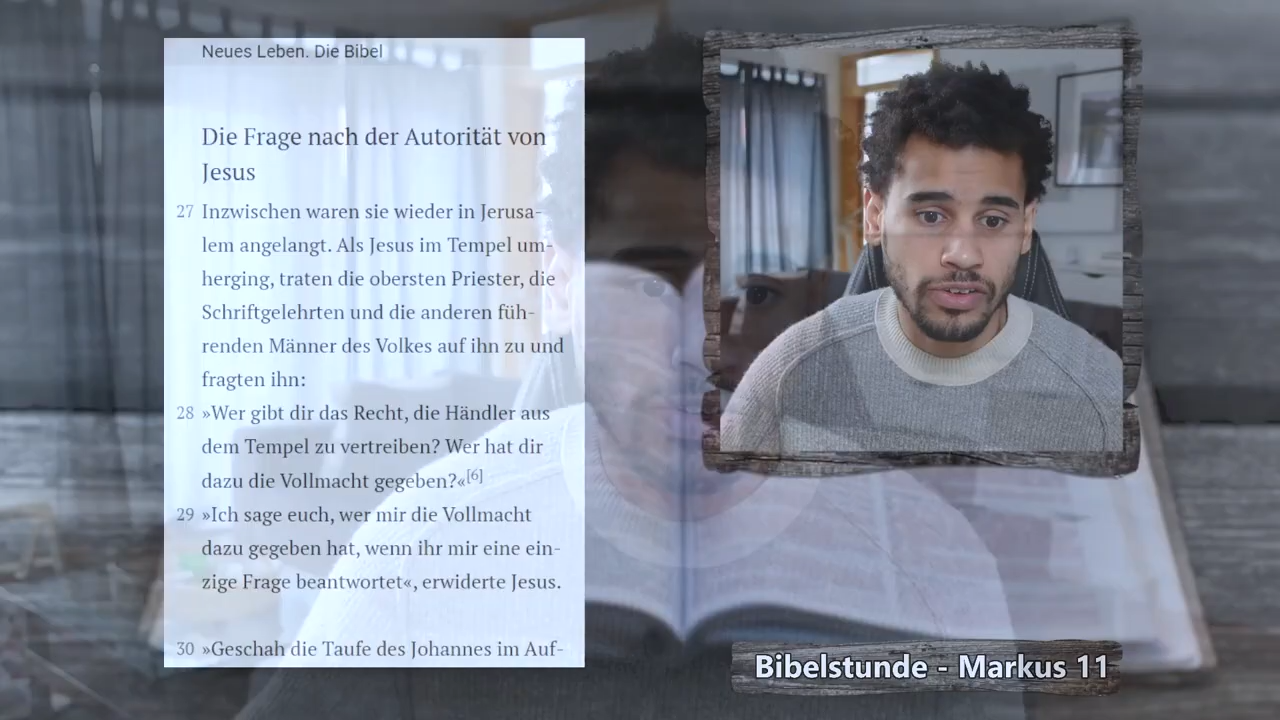 Neues Leben. Die Bibel
Die Frage nach der Autorität von
Jesus
27 Inzwischen waren sie wieder in Jerusa-
lem angelangt. Als Jesus im Tempel um-
herging, traten die obersten Priester, die
Schriftgelehrten und die anderen füh-
renden Männer des Volkes auf ihn zu und
fragten ihn:
28 »Wer gibt dir das Recht, die Händler aus
dem Tempel zu vertreiben? Wer hat dir
dazu die Vollmacht gegeben?«[6]
29 »Ich sage euch, wer mir die Vollmacht
dazu gegeben hat, wenn ihr mir eine ein-
zige Frage beantwortet«, erwiderte Jesus.
30 »Geschah die Taufe des Johannes im Auf-
Bibelstunde - Markus 11